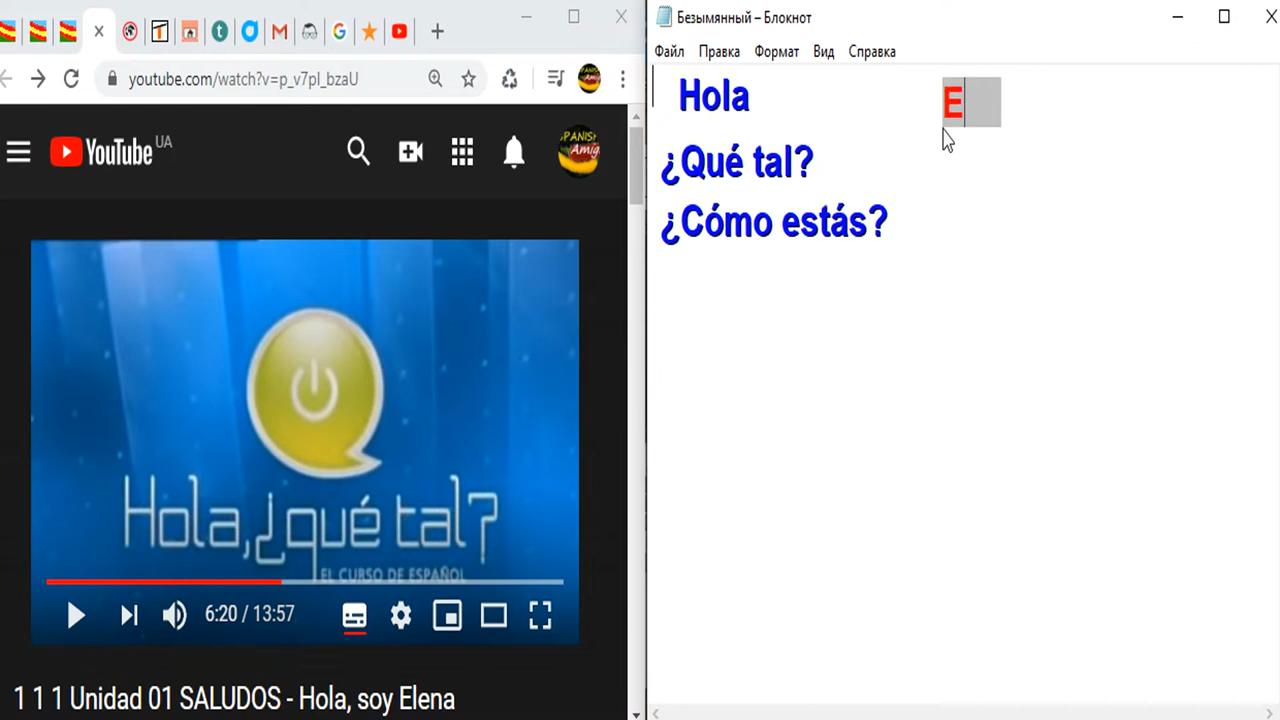 youtube.com/watch?v=p_v7pl_bzaU
YouTube UA
PANISH
Amig
Hola, ¿qué tal?
EL CURSO DE ESPAÑOL
6:20 / 13:57
1 1 1 Unidad 01 SALUDOS - Hola, soy Elena
Безымянный – Блокнот
Файл Правка Формат Вид Справка
Hola
E
¿Qué tal?
¿Cómo estás?